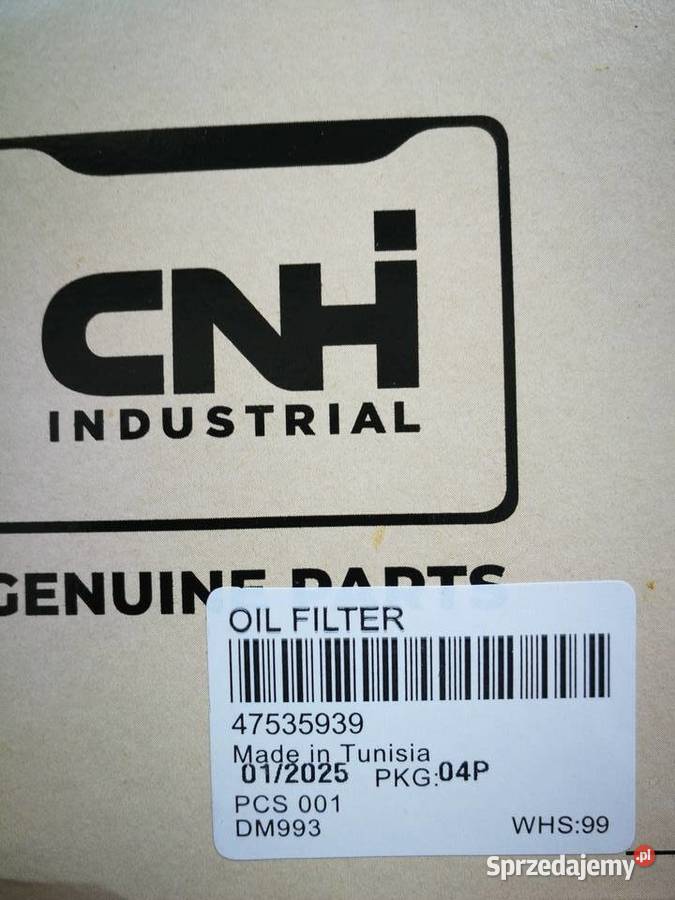 CNH
INDUSTRIAL
GENUINE PARTS
OIL FILTER
47535939
Made in Tunisia
01/2025 PKG:04P
PCS 001
DM993 WHS:99
Sprzedajemy.pl